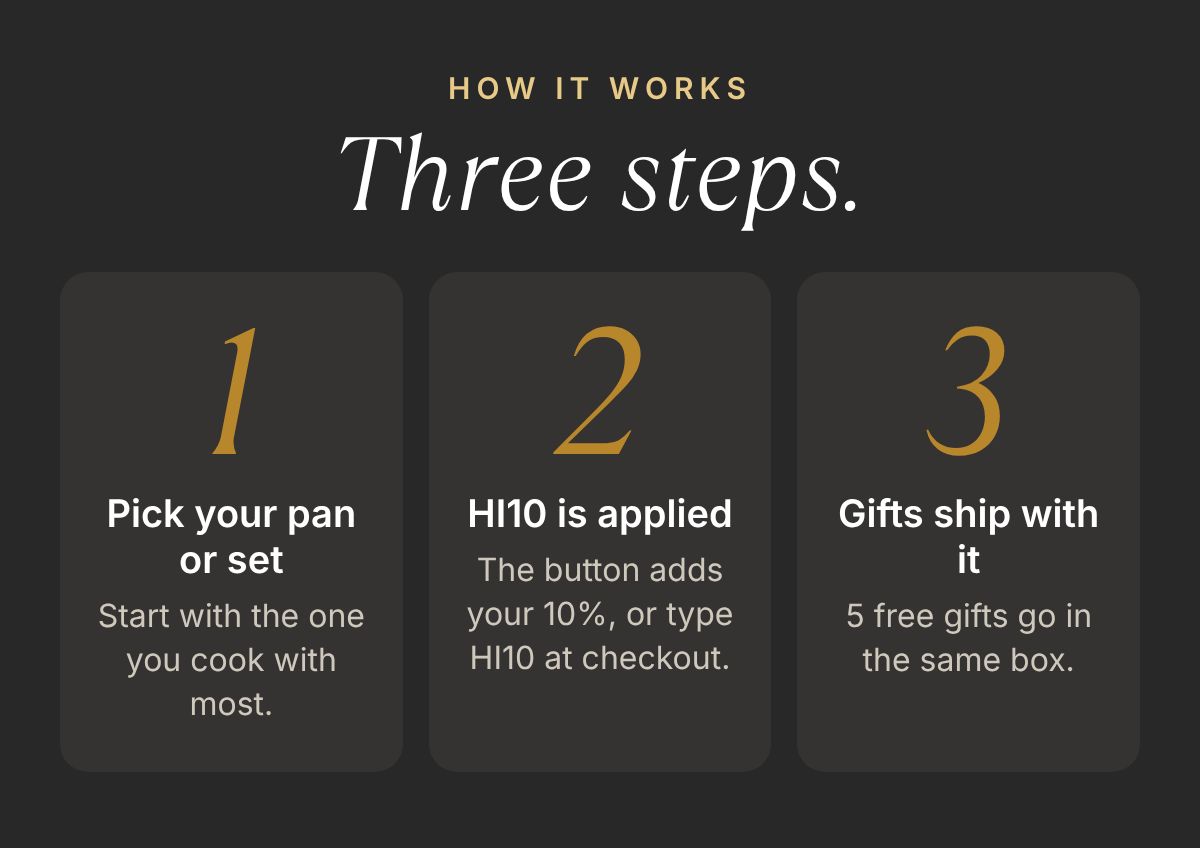 HOW IT WORKS
Three steps.
1
Pick your pan
or set
Start with the one
you cook with
most.
2
HI10 is applied
The button adds
your 10%, or type
HI10 at checkout.
3
Gifts ship with
it
5 free gifts go in
the same box.